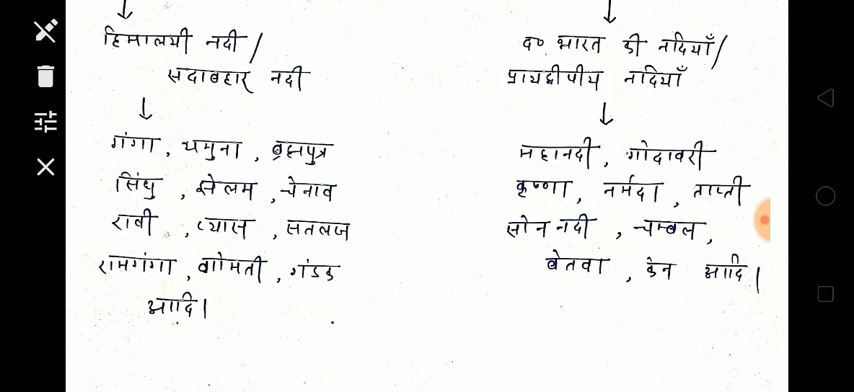 हिमालयी नदी /
सदाबहार नदी
गंगा , यमुना , ब्रह्मपुत्र
सिंधु , झेलम , चेनाव
रावी , व्यास , सतलज
रामगंगा , गोमती , गंडक
आदि।
द० भारत की नदियाँ /
प्रायद्वीपीय नदियाँ
महानदी , गोदावरी
कृष्णा , नर्मदा , ताप्ती
सोन नदी , चम्बल ,
बेतवा , केन आदि।